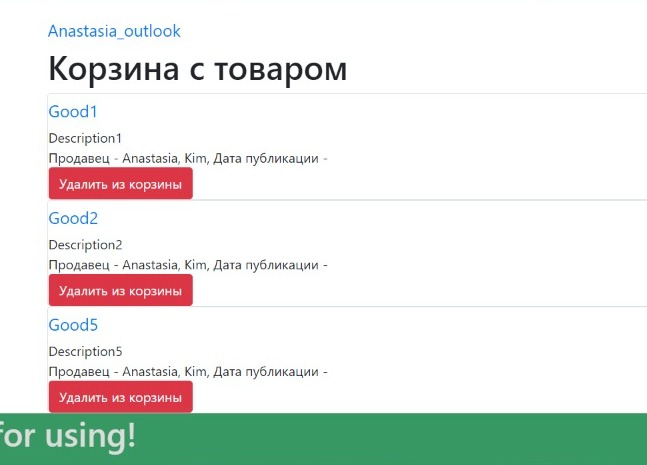 Anastasia_outlook
Корзина с товаром
Good1
Description1
Продавец - Anastasia, Kim, Дата публикации -
Удалить из корзины
Good2
Description2
Продавец - Anastasia, Kim, Дата публикации -
Удалить из корзины
Good5
Description5
Продавец - Anastasia, Kim, Дата публикации -
Удалить из корзины
for using!